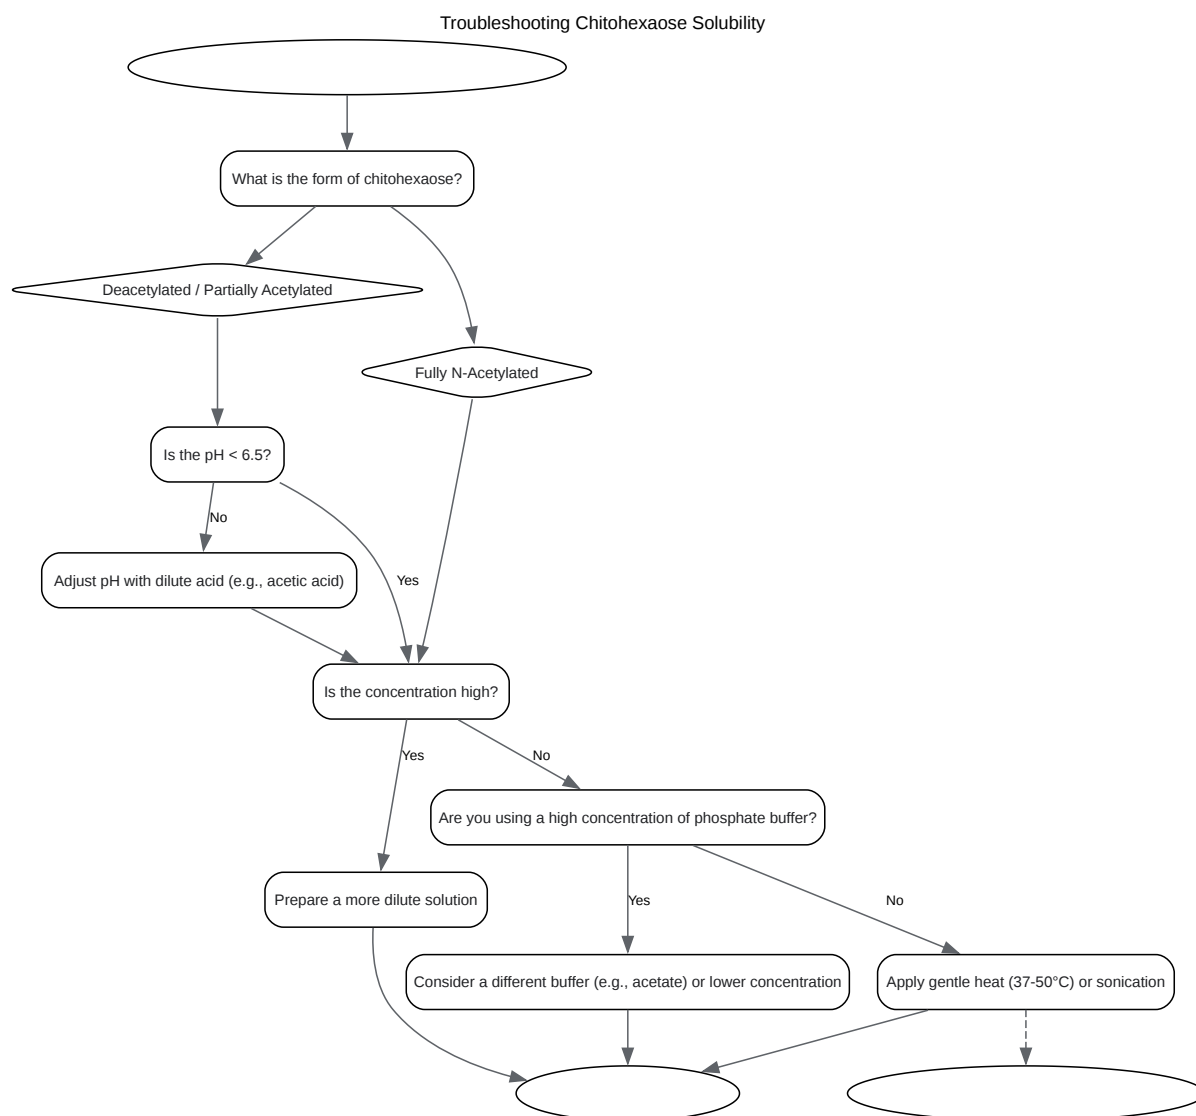 Troubleshooting Chitohexaose Solubility
What is the form of chitohexaose?
Deacetylated / Partially Acetylated
Fully N-Acetylated
Is the pH < 6.5?
No
Adjust pH with dilute acid (e.g., acetic acid)
Yes
Is the concentration high?
Yes
No
Are you using a high concentration of phosphate buffer?
Prepare a more dilute solution
Yes
No
Consider a different buffer (e.g., acetate) or lower concentration
Apply gentle heat (37-50°C) or sonication